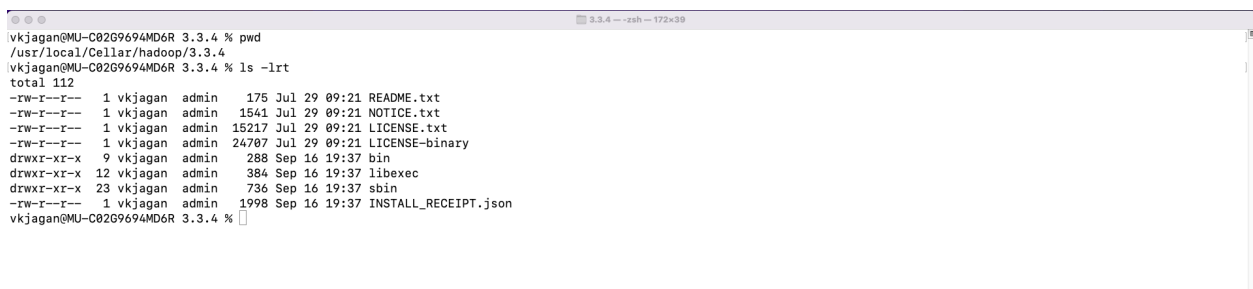 3.3.4 — -zsh — 172×39
vkjagan@MU-C02G9694MD6R 3.3.4 % pwd
/usr/local/Cellar/hadoop/3.3.4
vkjagan@MU-C02G9694MD6R 3.3.4 % ls -lrt
total 112
-rw-r--r--   1 vkjagan  admin    175 Jul 29 09:21 README.txt
-rw-r--r--   1 vkjagan  admin   1541 Jul 29 09:21 NOTICE.txt
-rw-r--r--   1 vkjagan  admin  15217 Jul 29 09:21 LICENSE.txt
-rw-r--r--   1 vkjagan  admin  24707 Jul 29 09:21 LICENSE-binary
drwxr-xr-x   9 vkjagan  admin    288 Sep 16 19:37 bin
drwxr-xr-x  12 vkjagan  admin    384 Sep 16 19:37 libexec
drwxr-xr-x  23 vkjagan  admin    736 Sep 16 19:37 sbin
-rw-r--r--   1 vkjagan  admin   1998 Sep 16 19:37 INSTALL_RECEIPT.json
vkjagan@MU-C02G9694MD6R 3.3.4 %